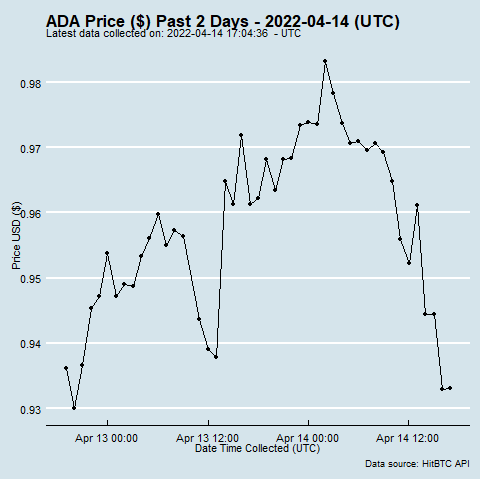 ADA Price ($) Past 2 Days - 2022-04-14 (UTC)
Latest data collected on: 2022-04-14 17:04:36  - UTC
0.98
0.97
0.96
0.95
0.94
0.93
Price USD ($)
Apr 13 00:00
Apr 13 12:00
Apr 14 00:00
Apr 14 12:00
Date Time Collected (UTC)
Data source: HitBTC API